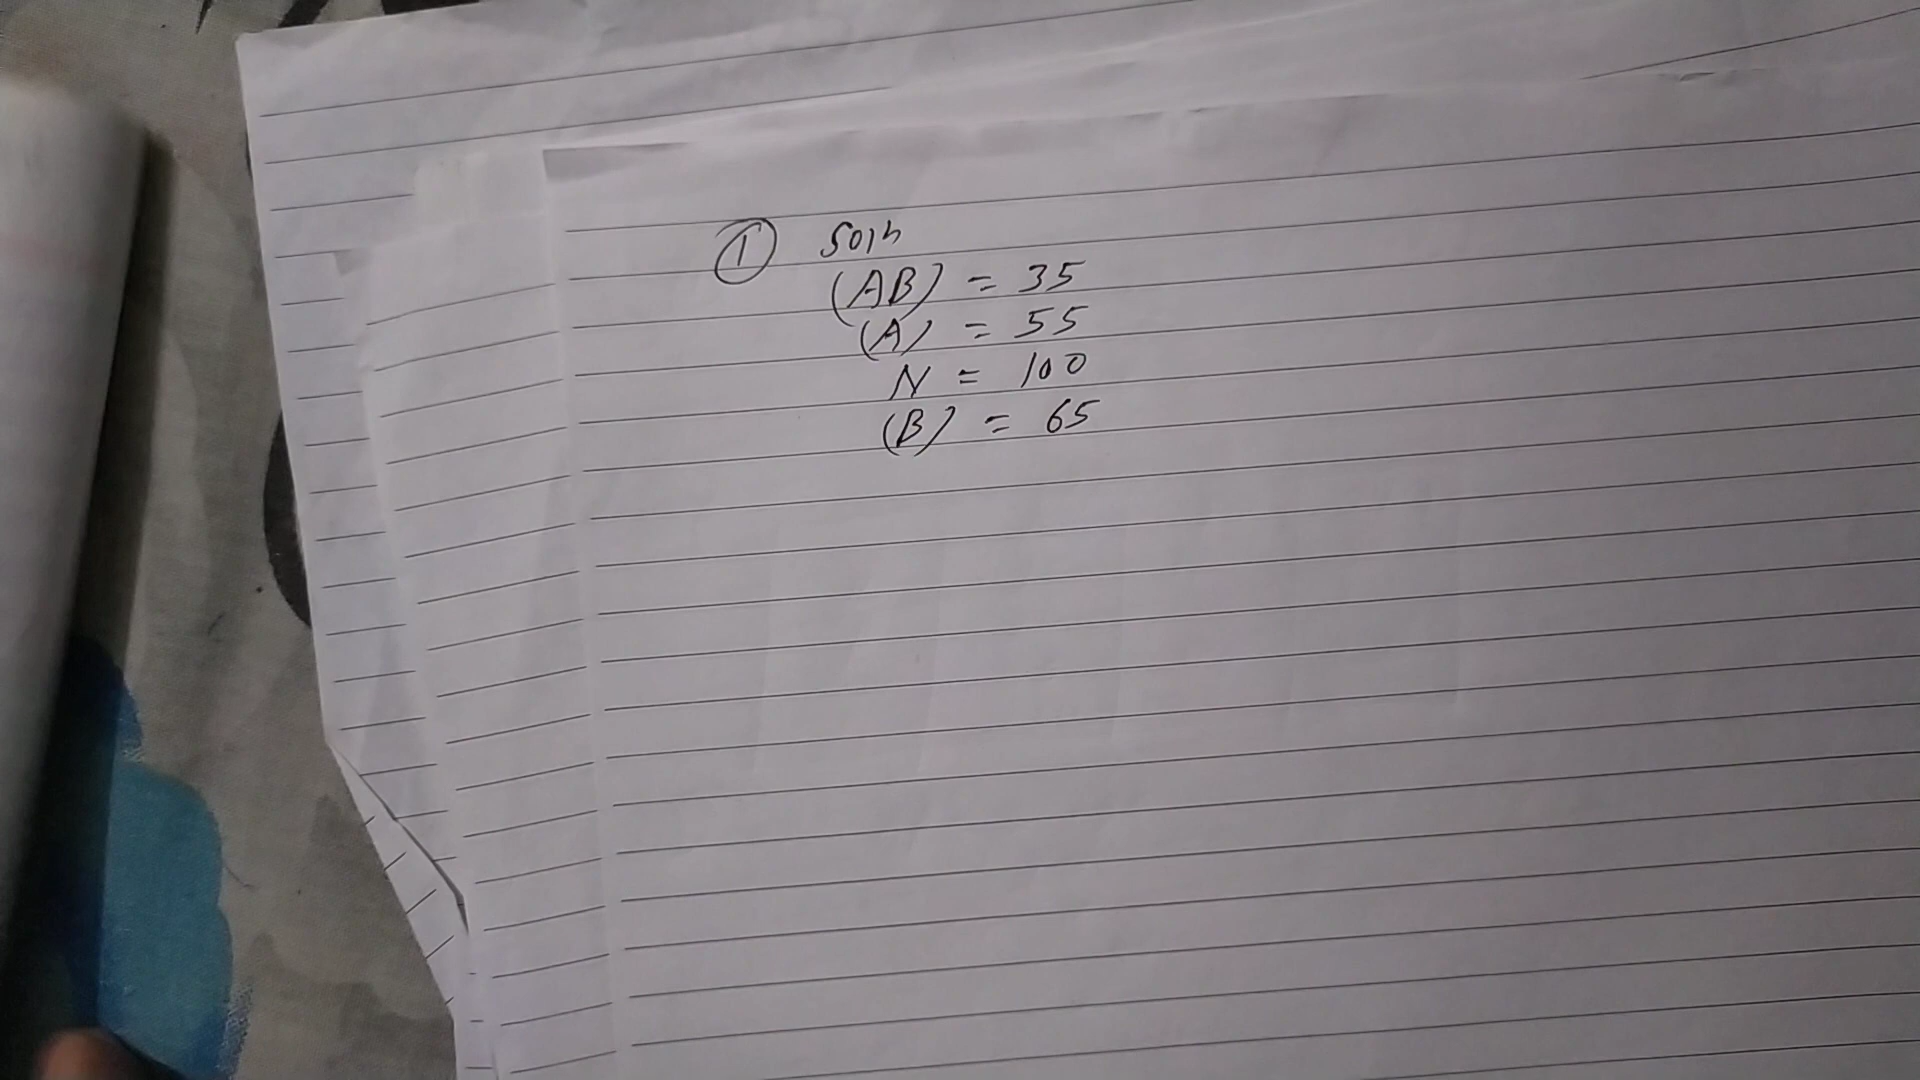 ① Soln
(AB) = 35
(A) = 55
N = 100
(B) = 65